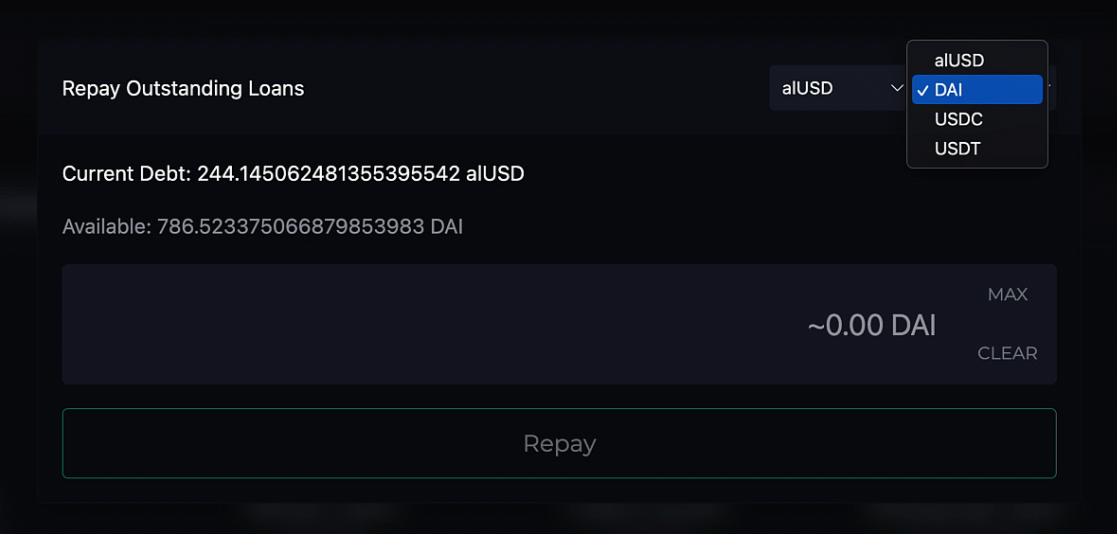 Repay Outstanding Loans
alUSD
alUSD
✓ DAI
USDC
USDT
Current Debt: 244.145062481355395542 alUSD
Available: 786.523375066879853983 DAI
MAX
~0.00 DAI
CLEAR
Repay